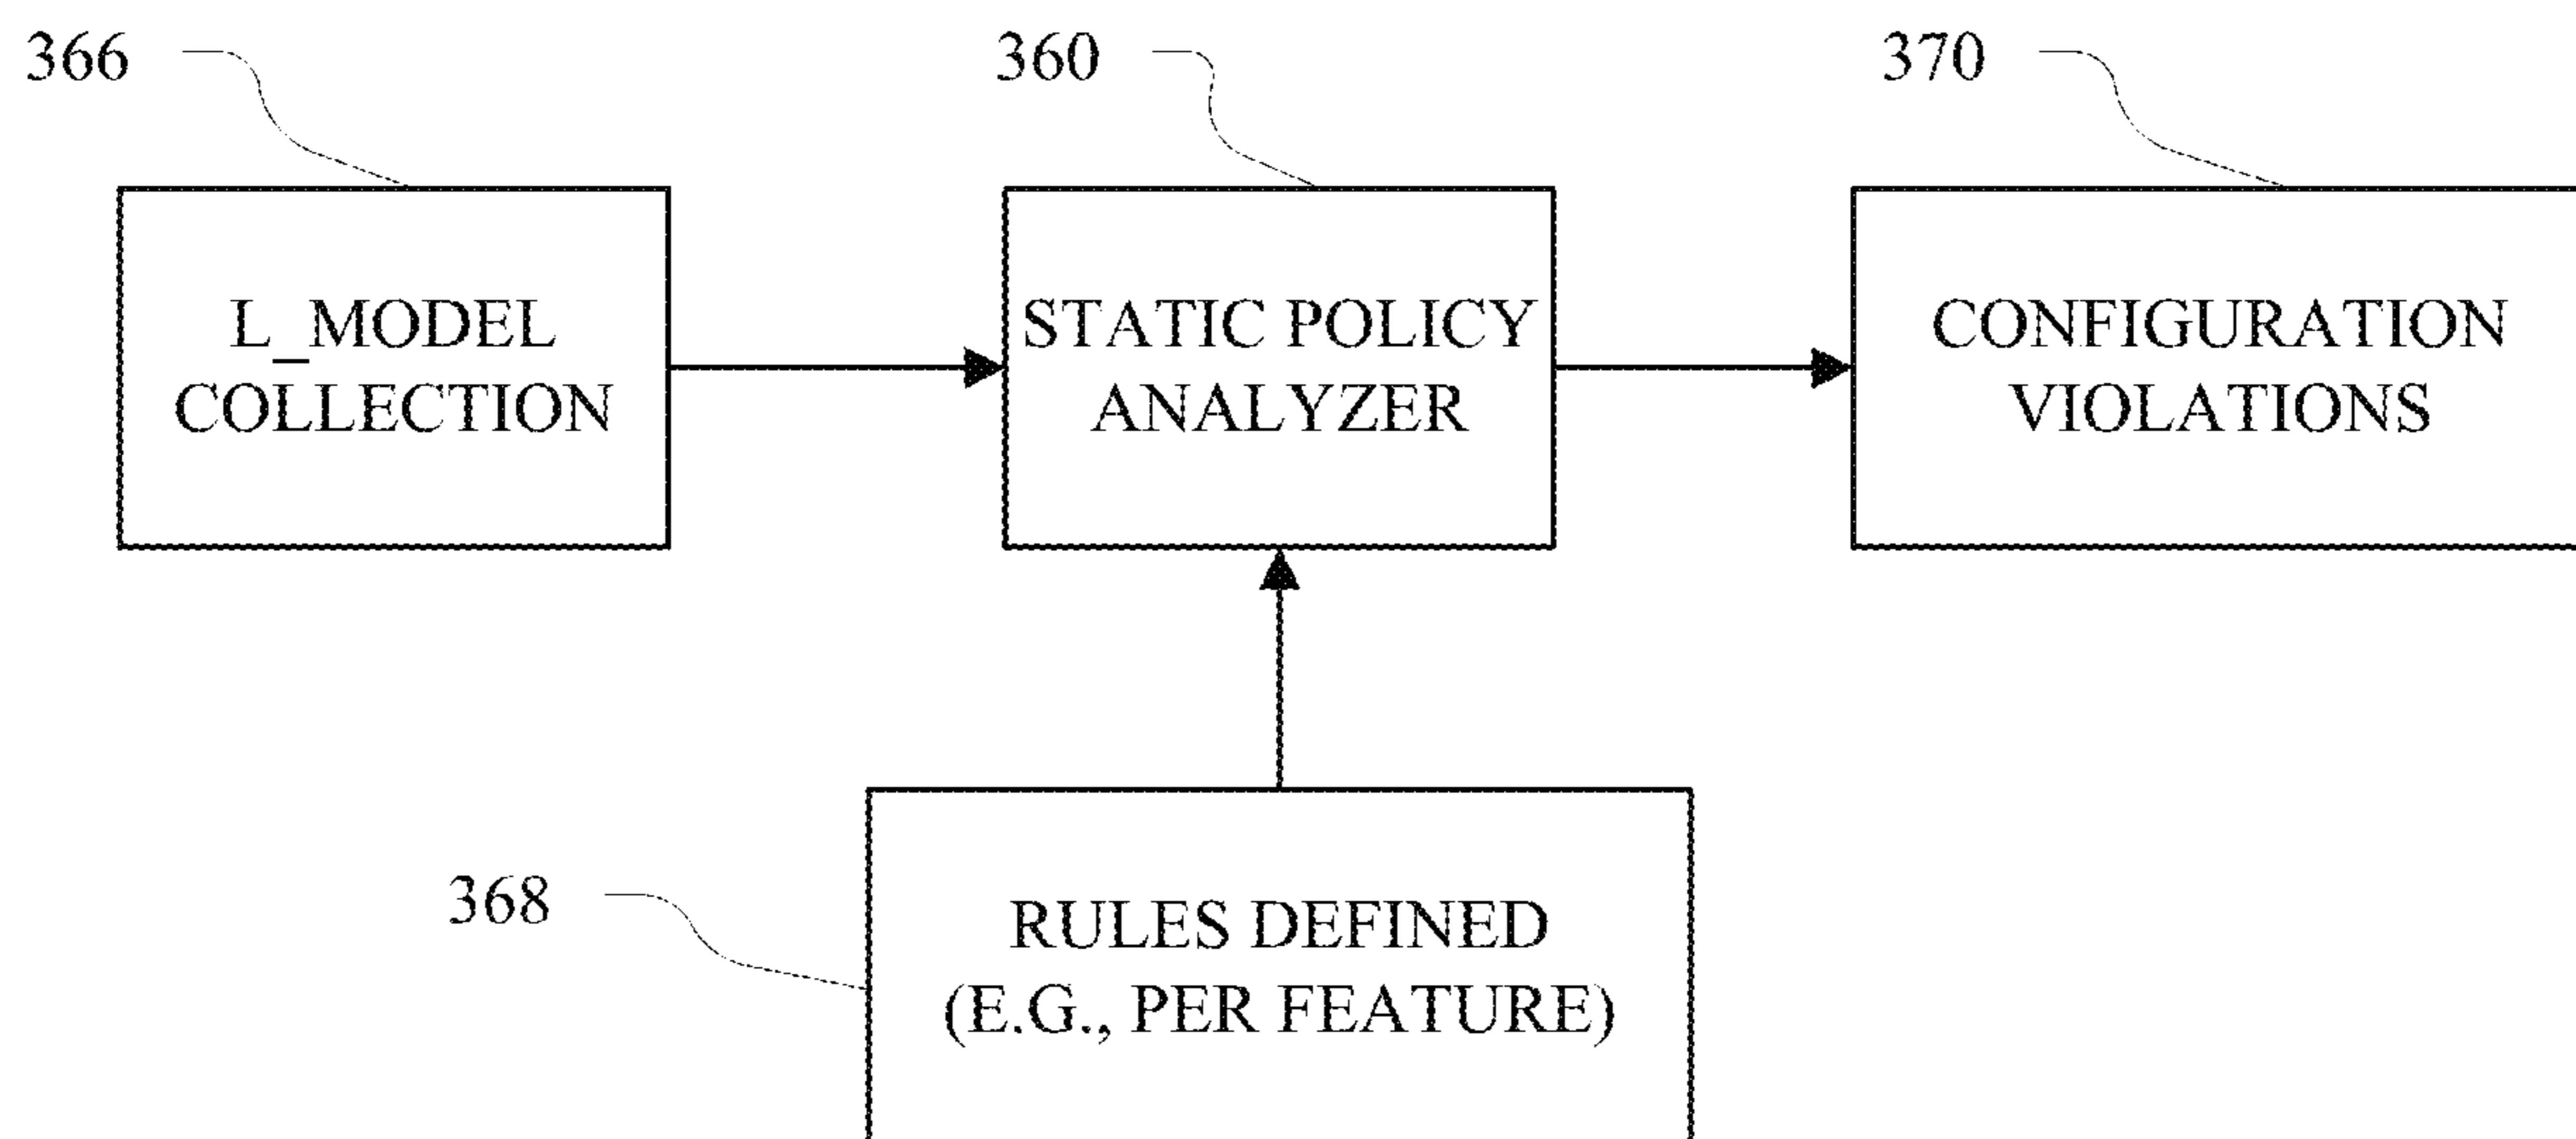 366
360
370
L_MODEL
COLLECTION
STATIC POLICY
ANALYZER
CONFIGURATION
VIOLATIONS
368
RULES DEFINED
(E.G., PER FEATURE)